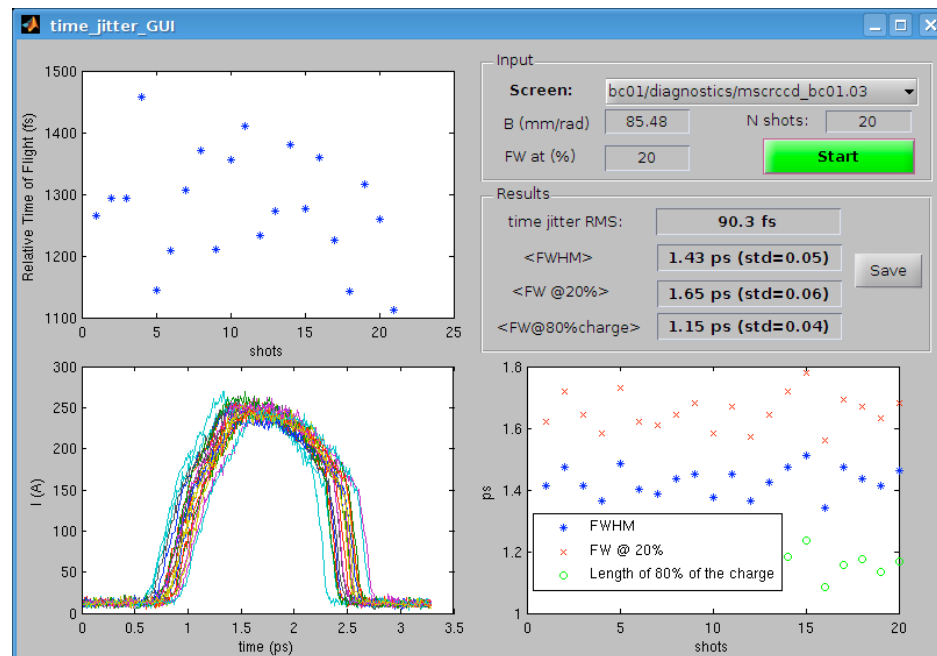 time_jitter_GUI
1500
1400
1300
1200
1100
Relative Time of Flight (fs)
0 5 10 15 20 25
shots
Input
Screen: bc01/diagnostics/mscrccd_bc01.03
B (mm/rad) 85.48 N shots: 20
FW at (%) 20 Start
Results
time jitter RMS: 90.3 fs
<FWHM> 1.43 ps (std=0.05)
<FW @20%> 1.65 ps (std=0.06)
<FW@80%charge> 1.15 ps (std=0.04)
Save
300
250
200
150
100
50
0
I (A)
0 0.5 1 1.5 2 2.5 3 3.5
time (ps)
1.8
1.6
1.4
1.2
1
ps
FWHM
FW @ 20%
Length of 80% of the charge
0 5 10 15 20
shots